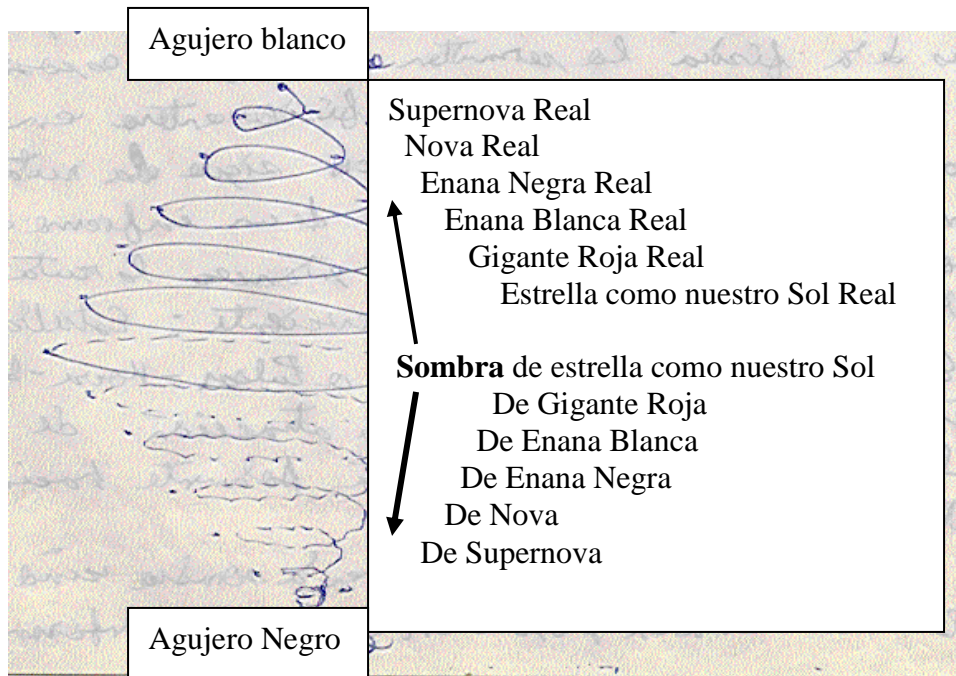 Agujero blanco
Supernova Real
Nova Real
Enana Negra Real
Enana Blanca Real
Gigante Roja Real
Estrella como nuestro Sol Real
Sombra de estrella como nuestro Sol
De Gigante Roja
De Enana Blanca
De Enana Negra
De Nova
De Supernova
Agujero Negro